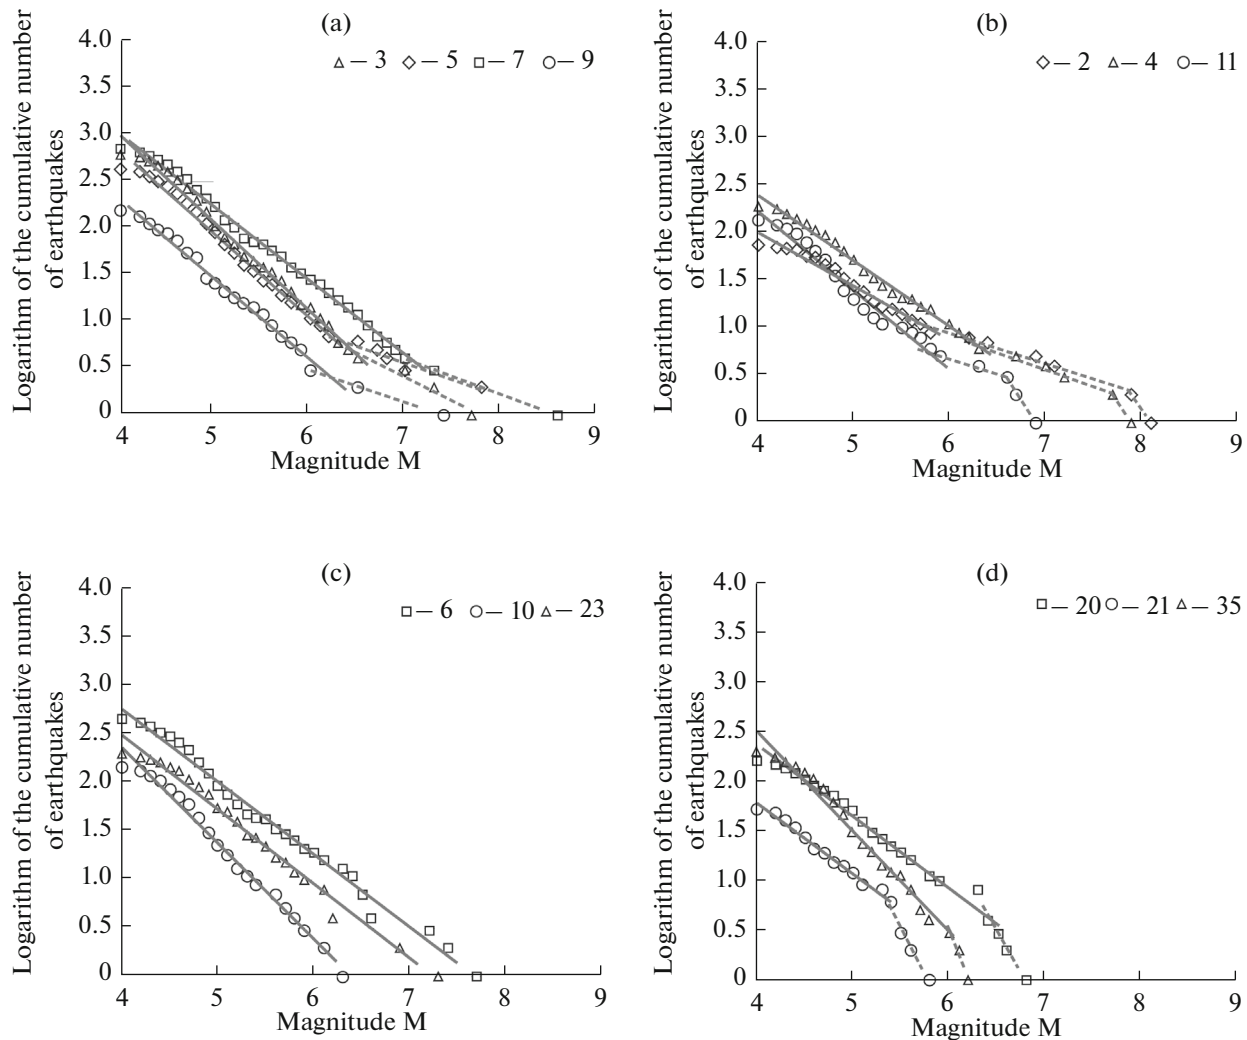 (a)
Logarithm of the cumulative number
of earthquakes
4.0
3.5
3.0
2.5
2.0
1.5
1.0
0.5
0
— 3 — 5 — 7 — 9
4 5 6 7 8 9
Magnitude M
(b)
Logarithm of the cumulative number
of earthquakes
4.0
3.5
3.0
2.5
2.0
1.5
1.0
0.5
0
— 2 — 4 — 11
4 5 6 7 8 9
Magnitude M
(c)
Logarithm of the cumulative number
of earthquakes
4.0
3.5
3.0
2.5
2.0
1.5
1.0
0.5
0
— 6 — 10 — 23
4 5 6 7 8 9
Magnitude M
(d)
Logarithm of the cumulative number
of earthquakes
4.0
3.5
3.0
2.5
2.0
1.5
1.0
0.5
0
— 20 — 21 — 35
4 5 6 7 8 9
Magnitude M